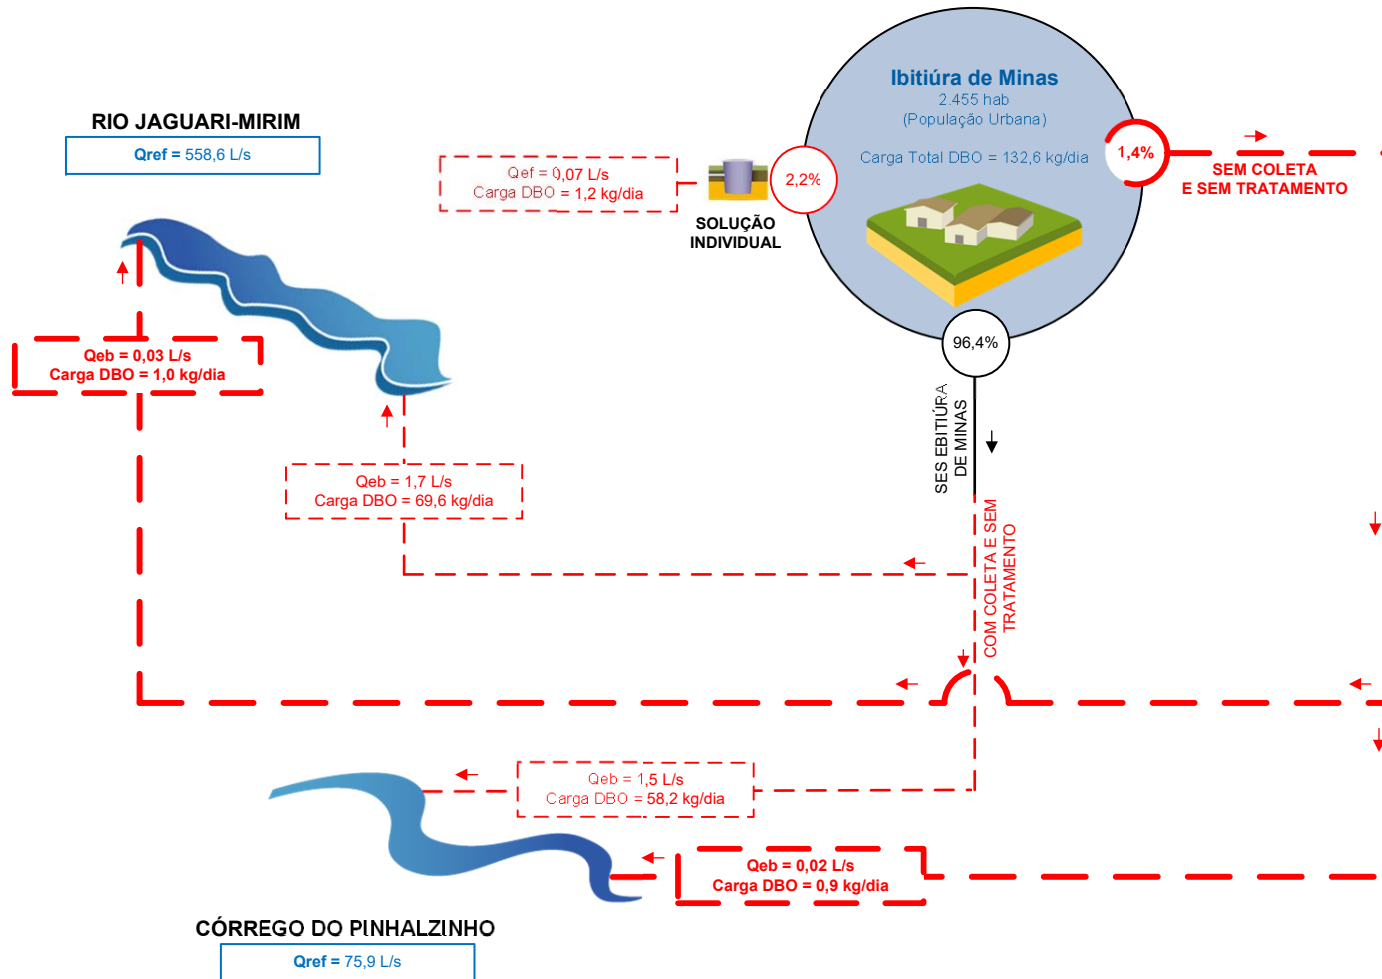 Ibitiúra de Minas
2.455 hab
(População Urbana)
Carga Total DBO = 132,6 kg/dia
RIO JAGUARI-MIRIM
Qref = 558,6 L/s
Qef = 0,07 L/s
Carga DBO = 1,2 kg/dia
2,2%
SOLUÇÃO
INDIVIDUAL
1,4%
SEM COLETA
E SEM TRATAMENTO
96,4%
SES EBITIÚRA
DE MINAS
Qeb = 0,03 L/s
Carga DBO = 1,0 kg/dia
Qeb = 1,7 L/s
Carga DBO = 69,6 kg/dia
COM COLETA E SEM
TRATAMENTO
Qeb = 1,5 L/s
Carga DBO = 58,2 kg/dia
Qeb = 0,02 L/s
Carga DBO = 0,9 kg/dia
CÓRREGO DO PINHALZINHO
Qref = 75,9 L/s